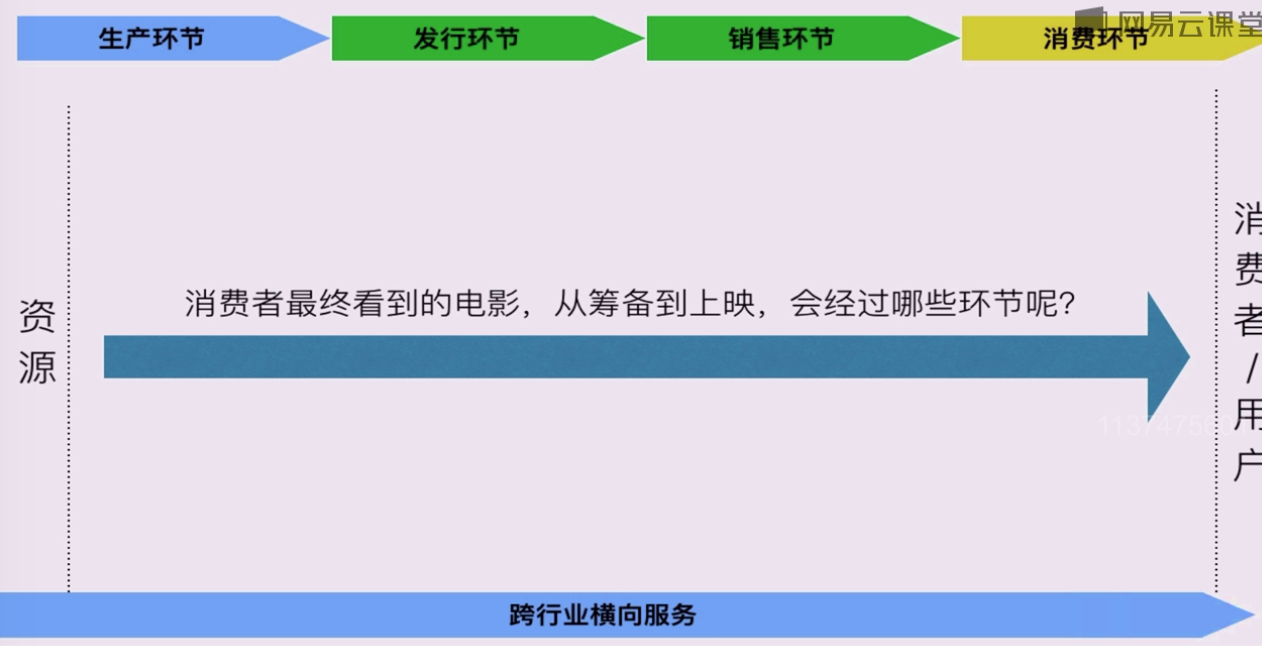 生产环节
发行环节
销售环节
消费环节
网易云课堂
消费者最终看到的电影，从筹备到上映，会经过哪些环节呢？
资
源
消
费
者
/
用
户
跨行业横向服务